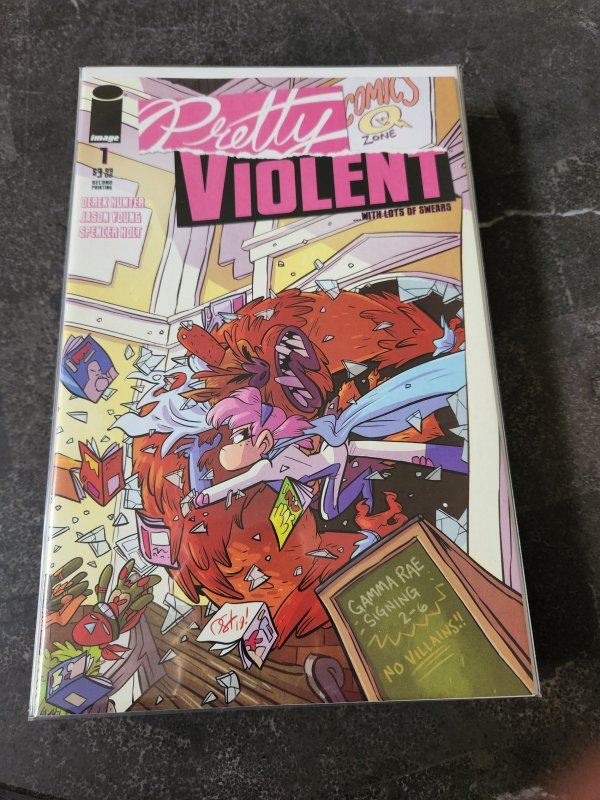 image
1
$3.99
SECOND
PRINTING
DEREK HUNTER
JASON YOUNG
SPENCER HOLT
Pretty
COMICS
ZONE
VIOLENT
...WITH LOTS OF SWEARS
GAMMA RAE
SIGNING
2-6
NO VILLAINS!!